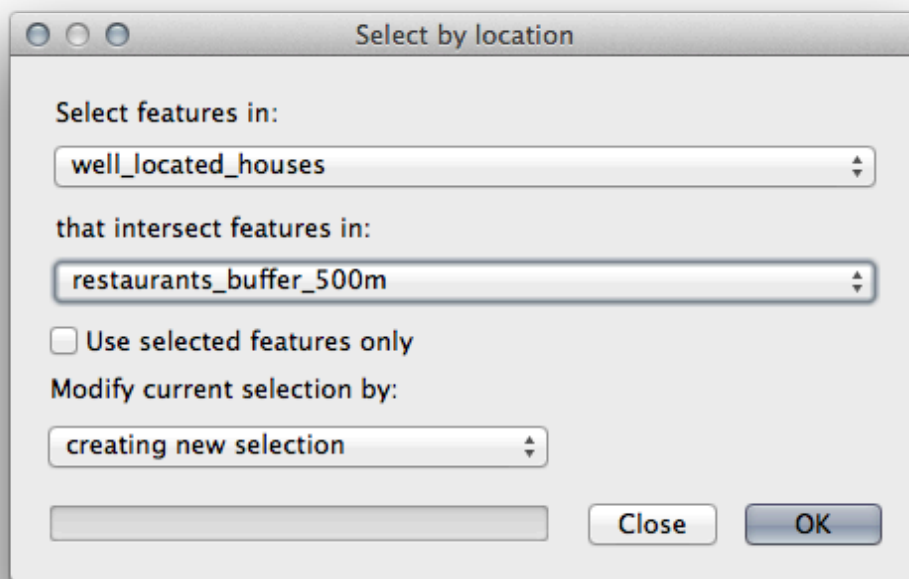 Select by location
Select features in:
well_located_houses
that intersect features in:
restaurants_buffer_500m
Use selected features only
Modify current selection by:
creating new selection
Close OK